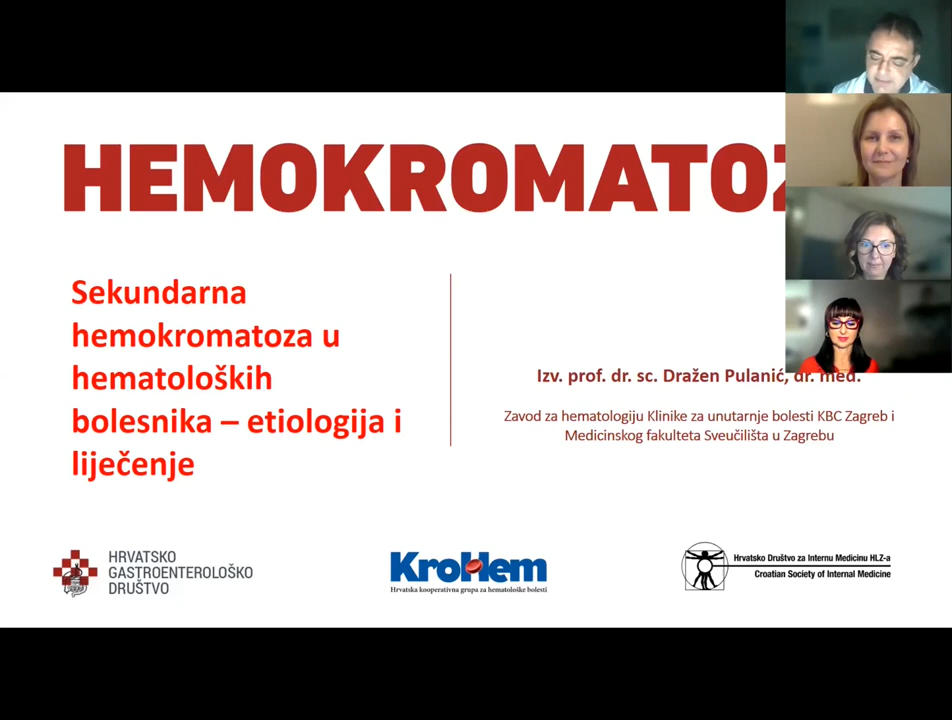 HEMOKROMATOZ
Sekundarna
hemokromatoza u
hematoloških
bolesnika – etiologija i
liječenje
Izv. prof. dr. sc. Dražen Pulanić, dr. med.
Zavod za hematologiju Klinike za unutarnje bolesti KBC Zagreb i
Medicinskog fakulteta Sveučilišta u Zagrebu
HRVATSKO
GASTROENTEROLOŠKO
DRUŠTVO
KroHem
Hrvatska kooperativna grupa za hematološke bolesti
Hrvatsko Društvo za Internu Medicinu HLZ-a
Croatian Society of Internal Medicine